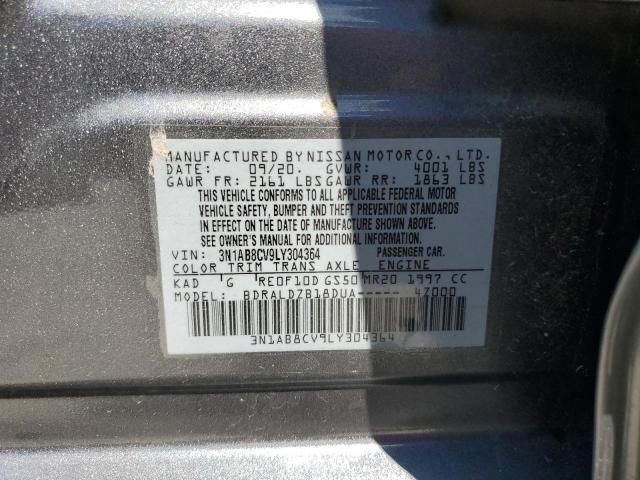 MANUFACTURED BY NISSAN MOTOR CO., LTD.
DATE: 09/20. GVWR: 4001 LBS
GAWR FR: 2161 LBS GAWR RR: 1863 LBS
THIS VEHICLE CONFORMS TO ALL APPLICABLE FEDERAL MOTOR
VEHICLE SAFETY, BUMPER AND THEFT PREVENTION STANDARDS
IN EFFECT ON THE DATE OF MANUFACTURE SHOWN ABOVE.
SEE OWNER'S MANUAL FOR ADDITIONAL INFORMATION.
VIN: 3N1AB8CV9LY304364 PASSENGER CAR.
COLOR TRIM TRANS AXLE ENGINE
KAD G RE0F10D GS50 MR20 1997 CC
MODEL: BDRALDZB18DUA----- 4Z000
3N1AB8CV9LY304364